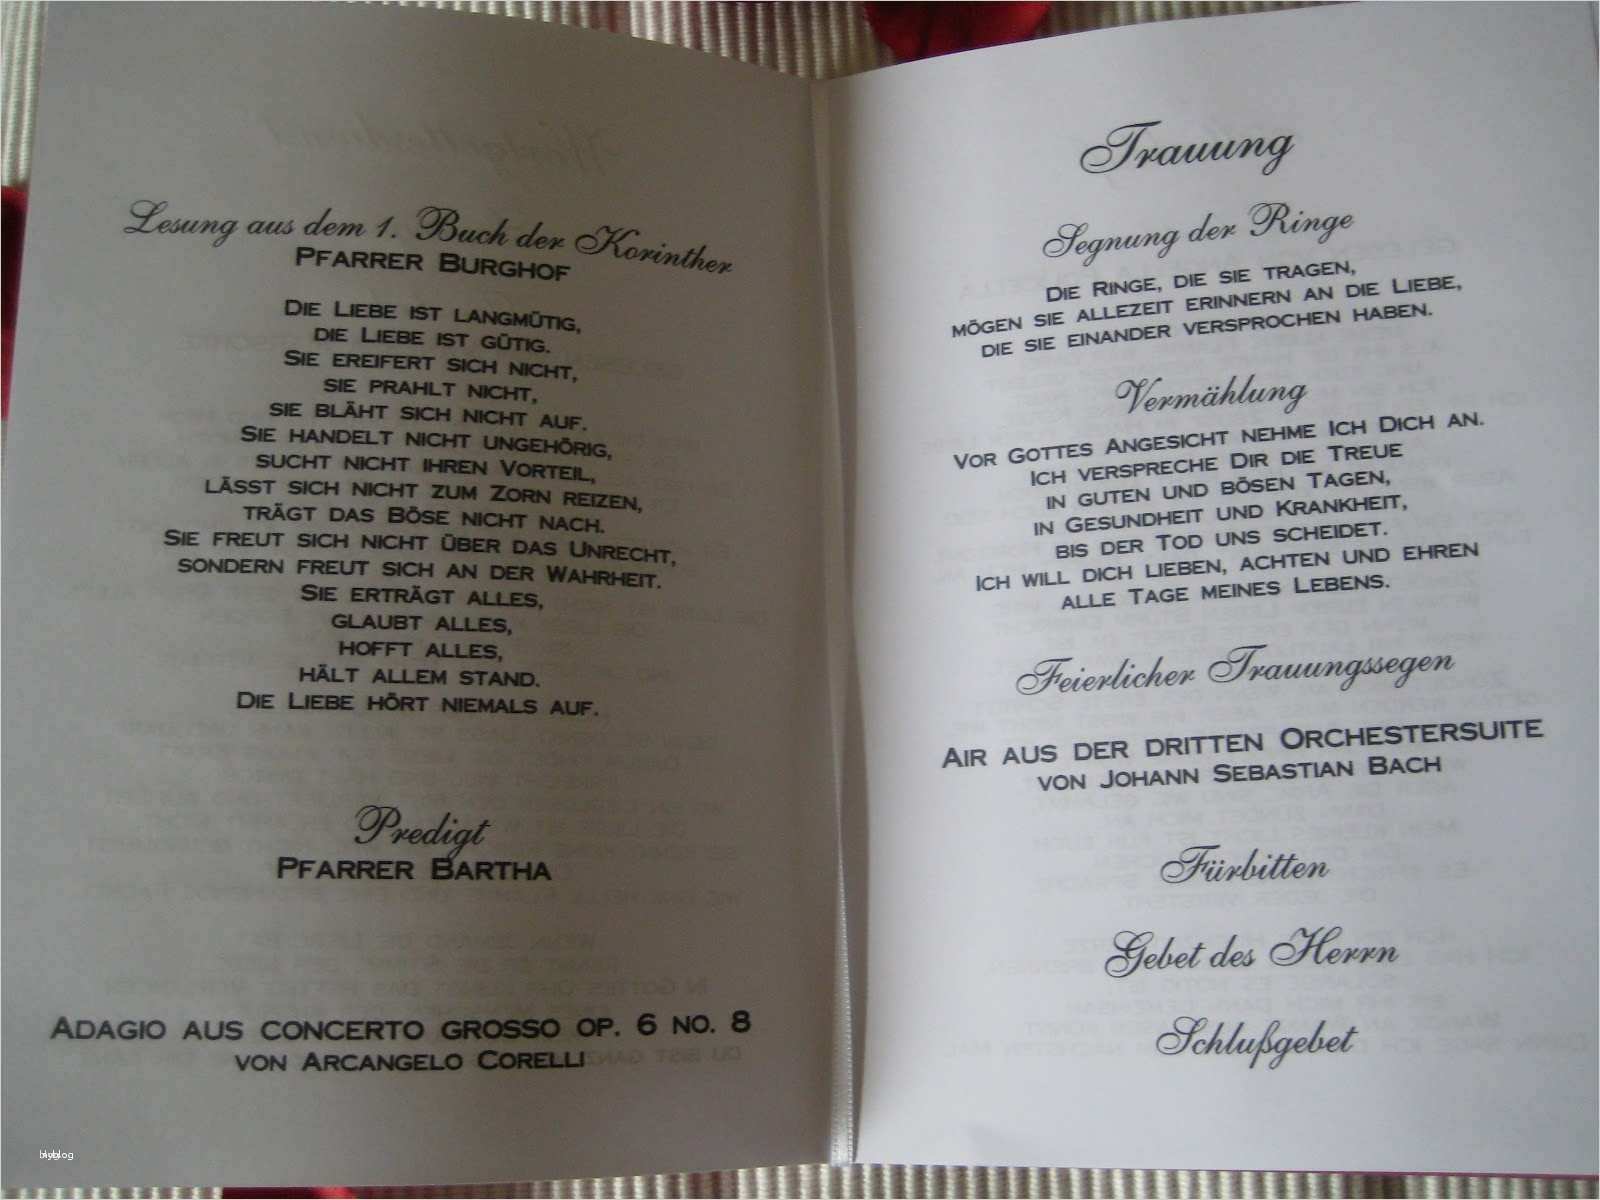 Lesung aus dem 1. Buch der Korinther
Pfarrer Burghof
Die Liebe ist langmütig,
die Liebe ist gütig.
Sie ereifert sich nicht,
sie prahlt nicht,
sie bläht sich nicht auf.
Sie handelt nicht ungehörig,
sucht nicht ihren Vorteil,
lässt sich nicht zum Zorn reizen,
trägt das Böse nicht nach.
Sie freut sich nicht über das Unrecht,
sondern freut sich an der Wahrheit.
Sie erträgt alles,
glaubt alles,
hofft alles,
hält allem stand.
Die Liebe hört niemals auf.
Predigt
Pfarrer Bartha
Adagio aus concerto grosso op. 6 no. 8
von Arcangelo Corelli
Trauung
Segnung der Ringe
Die Ringe, die sie tragen,
mögen sie allezeit erinnern an die Liebe,
die sie einander versprochen haben.
Vermählung
Vor Gottes Angesicht nehme Ich Dich an.
Ich verspreche Dir die Treue
in guten und bösen Tagen,
in Gesundheit und Krankheit,
bis der Tod uns scheidet.
Ich will dich lieben, achten und ehren
alle Tage meines Lebens.
Feierlicher Trauungssegen
Air aus der dritten Orchestersuite
von Johann Sebastian Bach
Fürbitten
Gebet des Herrn
Schlußgebet